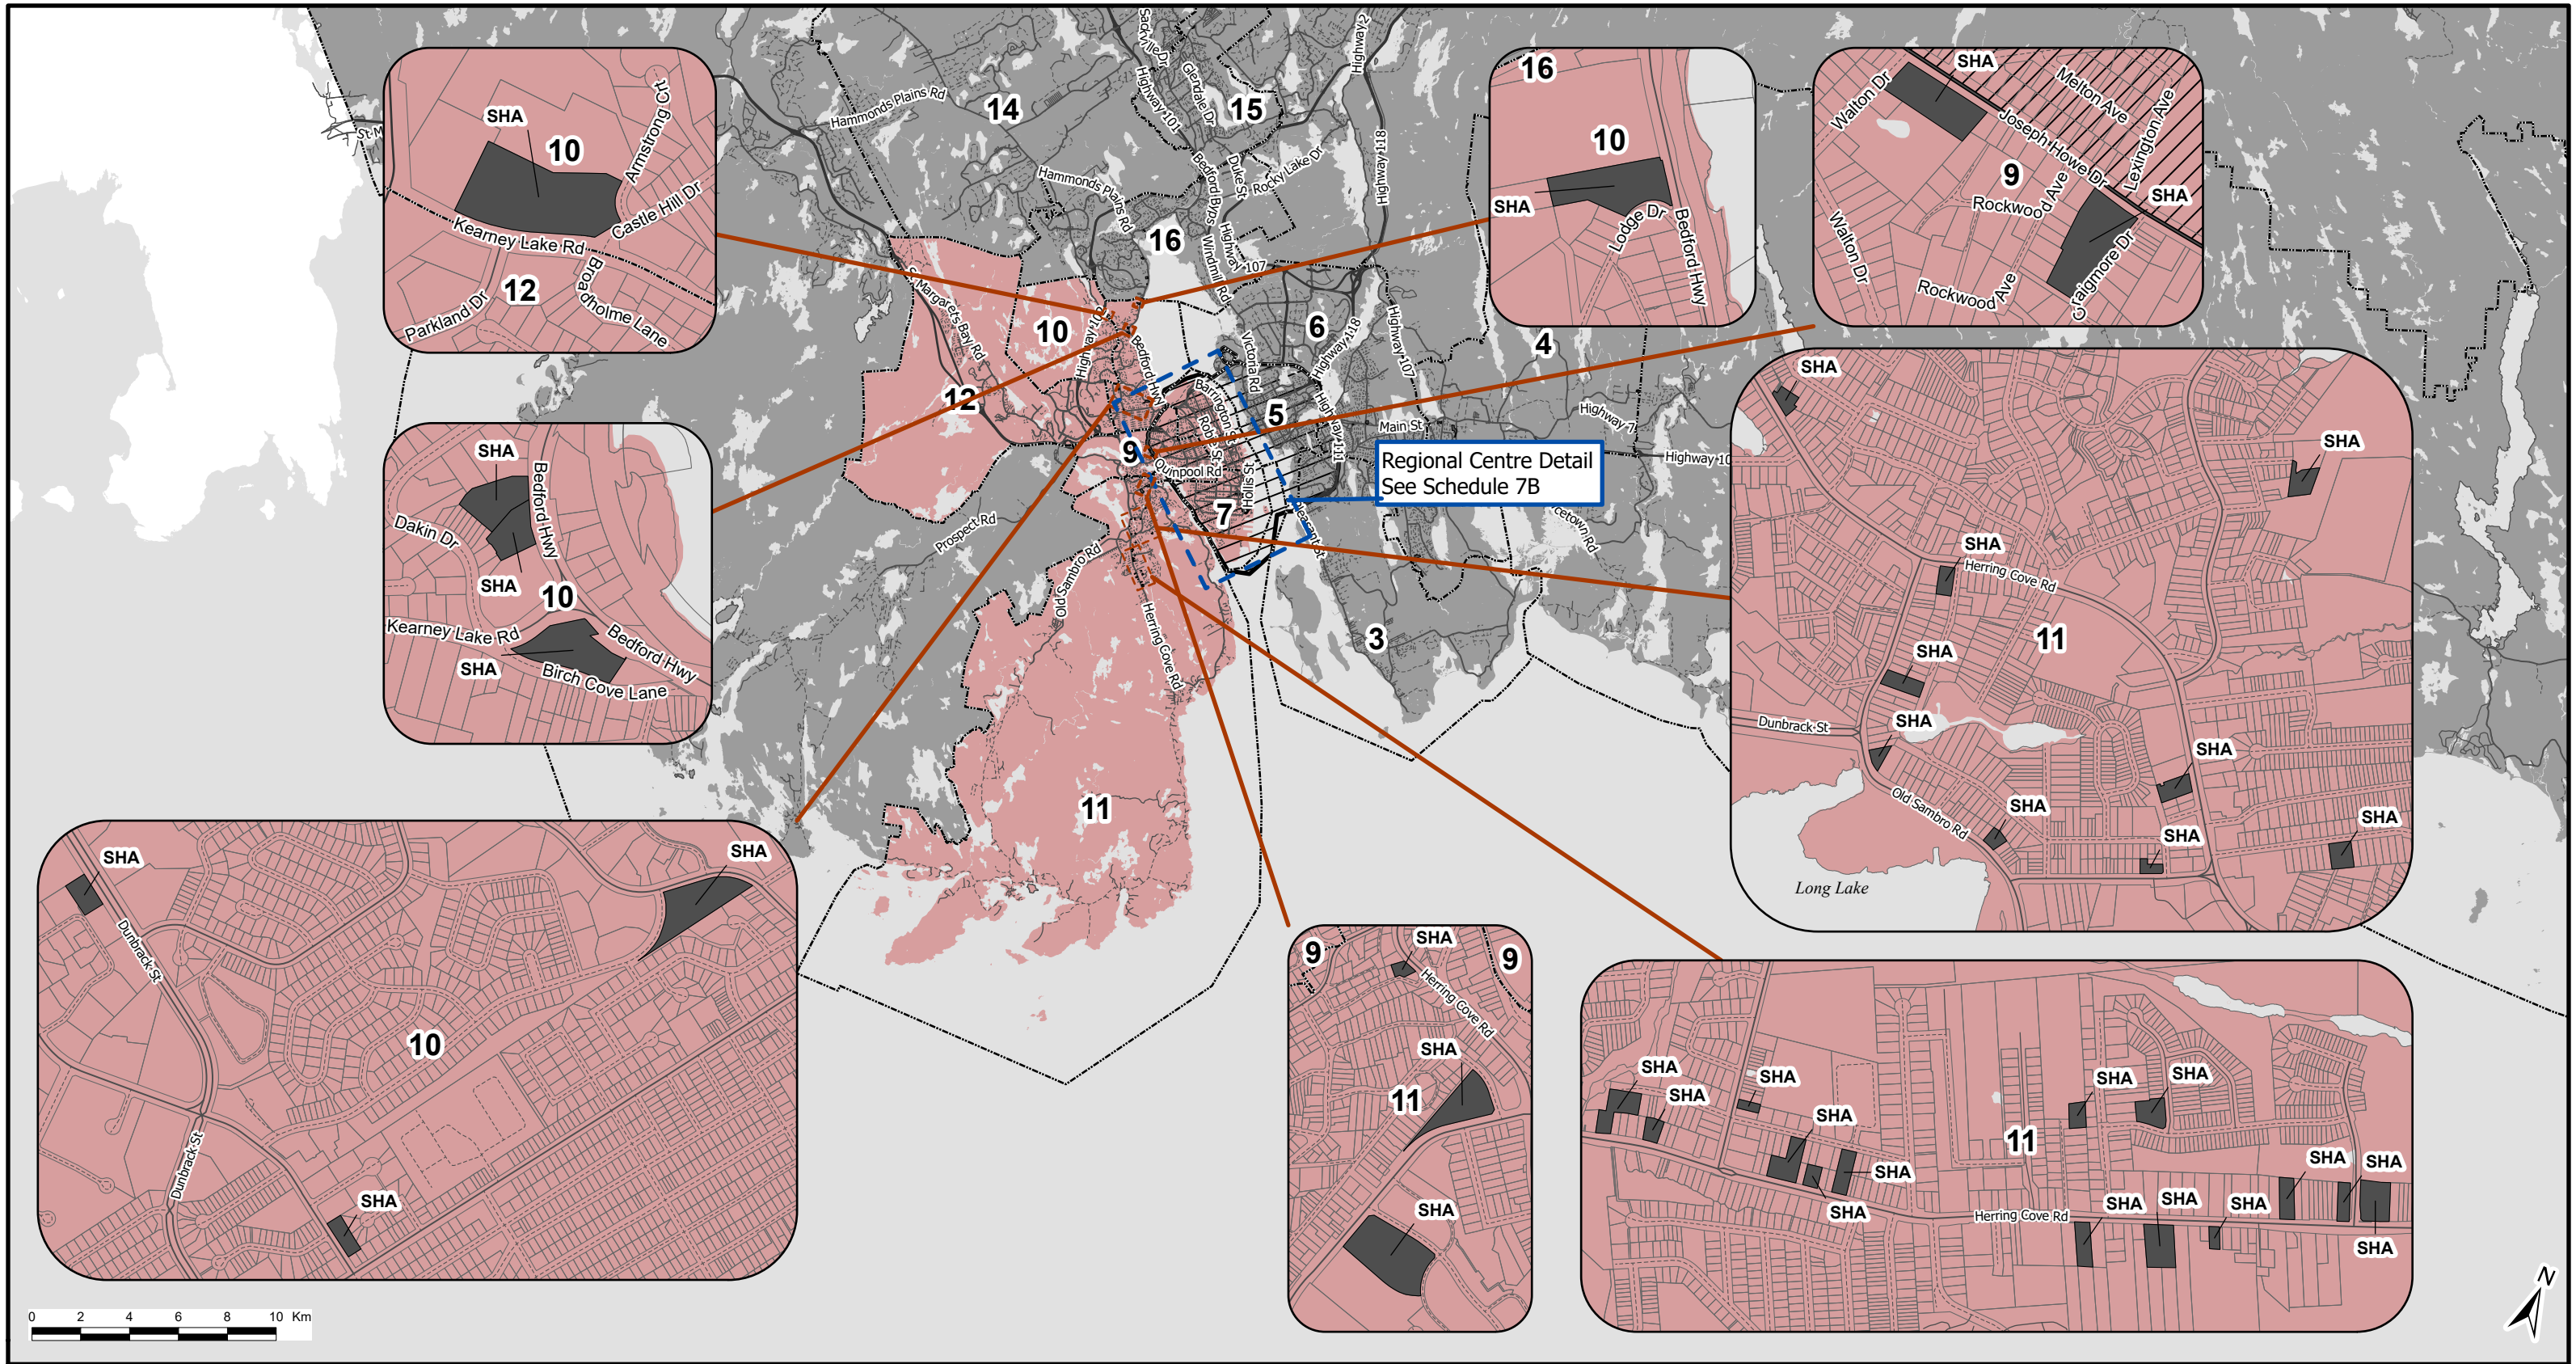 SHA
10
Armstrong Crt
Castle Hill Dr
Kearney Lake Rd
12
Parkland Dr
Broadholme Lane
SHA
Bedford Hwy
Dakin Dr
SHA
10
Kearney Lake Rd
SHA
Bedford Hwy
Birch Cove Lane
SHA
SHA
Dunbrack St
10
Dunbrack St
SHA
0 2 4 6 8 10 Km
Sackville Dr
Glendale Dr
Highway 101
Highway 2
14
15
Hammonds Plains Rd
Highway 118
Bedford Byps
Duke St
Rocky Lake Dr
Hammonds Plains Rd
16
Windmill Rd
Highway 107
St Margarets Bay Rd
10
Highway 102
Bedford Hwy
Victoria Rd
6
Highway 118
Highway 107
4
12
Barrington St
Robie St
5
Highway 111
Main St
Highway 7
9
Quinpool Rd
Hollis St
Regional Centre Detail
See Schedule 7B
7
Prospect Rd
Old Sambro Rd
Herring Cove Rd
3
11
16
10
SHA
Lodge Dr
Bedford Hwy
SHA
Walton Dr
Melton Ave
Joseph Howe Dr
Lexington Ave
9
SHA
Rockwood Ave
Walton Dr
Rockwood Ave
Craigmore Dr
SHA
SHA
SHA
Herring Cove Rd
11
SHA
Dunbrack St
SHA
SHA
Old Sambro Rd
SHA
SHA
SHA
Long Lake
9
SHA
9
Herring Cove Rd
SHA
11
SHA
SHA
SHA
SHA
SHA
SHA
SHA
SHA
SHA
11
SHA
SHA
SHA
SHA
SHA
Herring Cove Rd
SHA
SHA
N